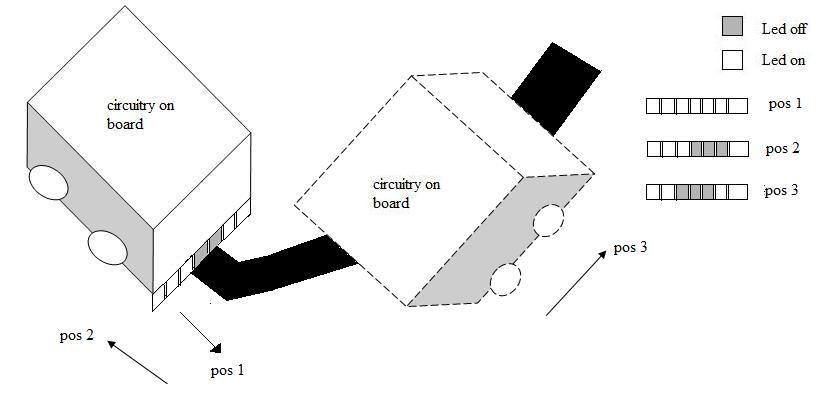 circuitry on
board
circuitry on
board
Led off
Led on
pos 1
pos 2
pos 3
pos 3
pos 2
pos 1